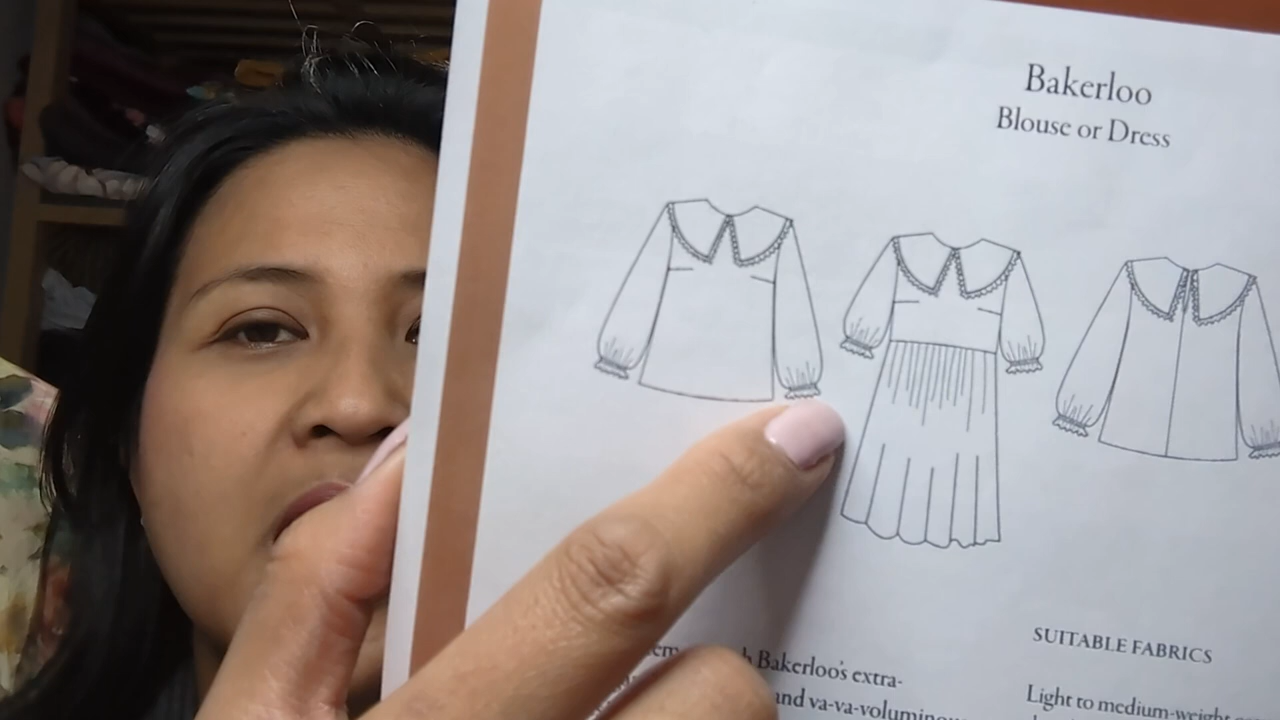 Bakerloo
Blouse or Dress
SUITABLE FABRICS
Bakerloo's extra-
and va-va-voluminous
Light to medium-weight